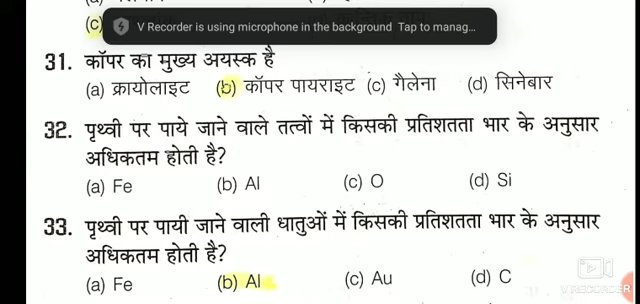 (c)
V Recorder is using microphone in the background Tap to manag...
31. कॉपर का मुख्य अयस्क है
(a) क्रायोलाइट (b) कॉपर पायराइट (c) गैलेना (d) सिनेबार
32. पृथ्वी पर पाये जाने वाले तत्वों में किसकी प्रतिशतता भार के अनुसार
अधिकतम होती है?
(a) Fe (b) Al (c) O (d) Si
33. पृथ्वी पर पायी जाने वाली धातुओं में किसकी प्रतिशतता भार के अनुसार
अधिकतम होती है?
(a) Fe (b) Al (c) Au (d) C
V RECORDER